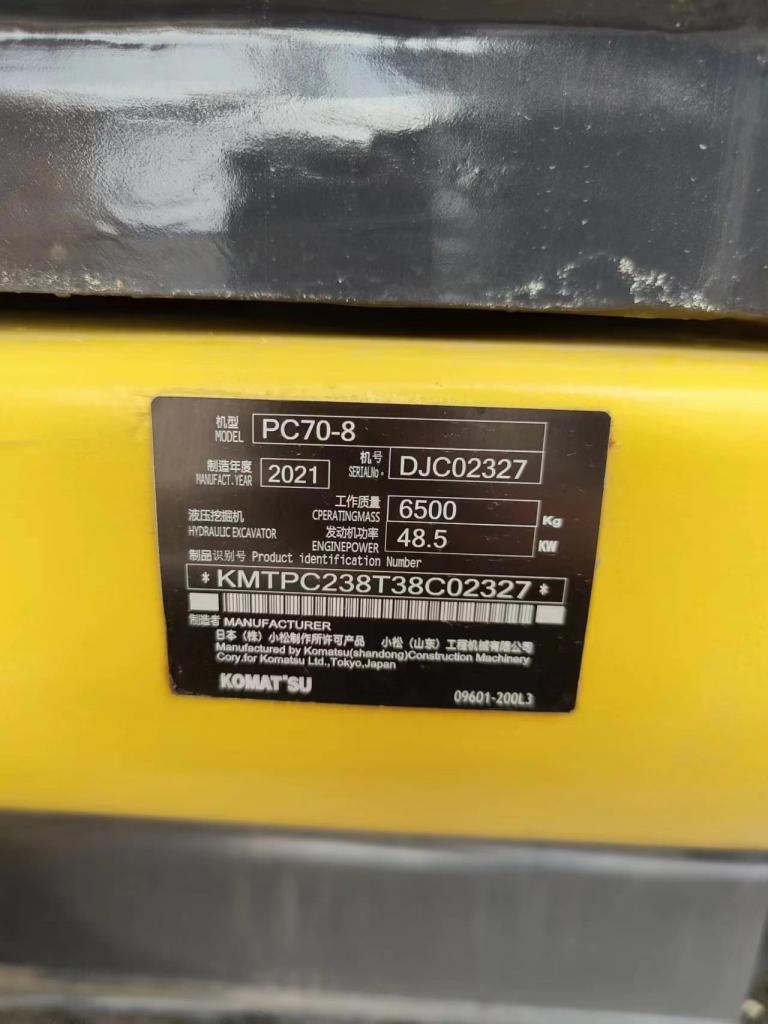 机型
MODEL PC70-8
制造年度 机号
MANUFACT.YEAR 2021 SERIALNo. DJC02327
工作质量
CPERATINGMASS 6500 Kg
液压挖掘机 发动机功率
HYDRAULIC EXCAVATOR ENGINEPOWER 48.5 KW
制品识别号 Product identification Number
*KMTPC238T38C02327*
制造者 MANUFACTURER
日本（株）小松制作所许可产品 小松（山东）工程机械有限公司
Manufactured by Komatsu(shandong)Construction Machinery
Cory.for Komatsu Ltd.,Tokyo,Japan
KOMAT'SU
09601-200L3